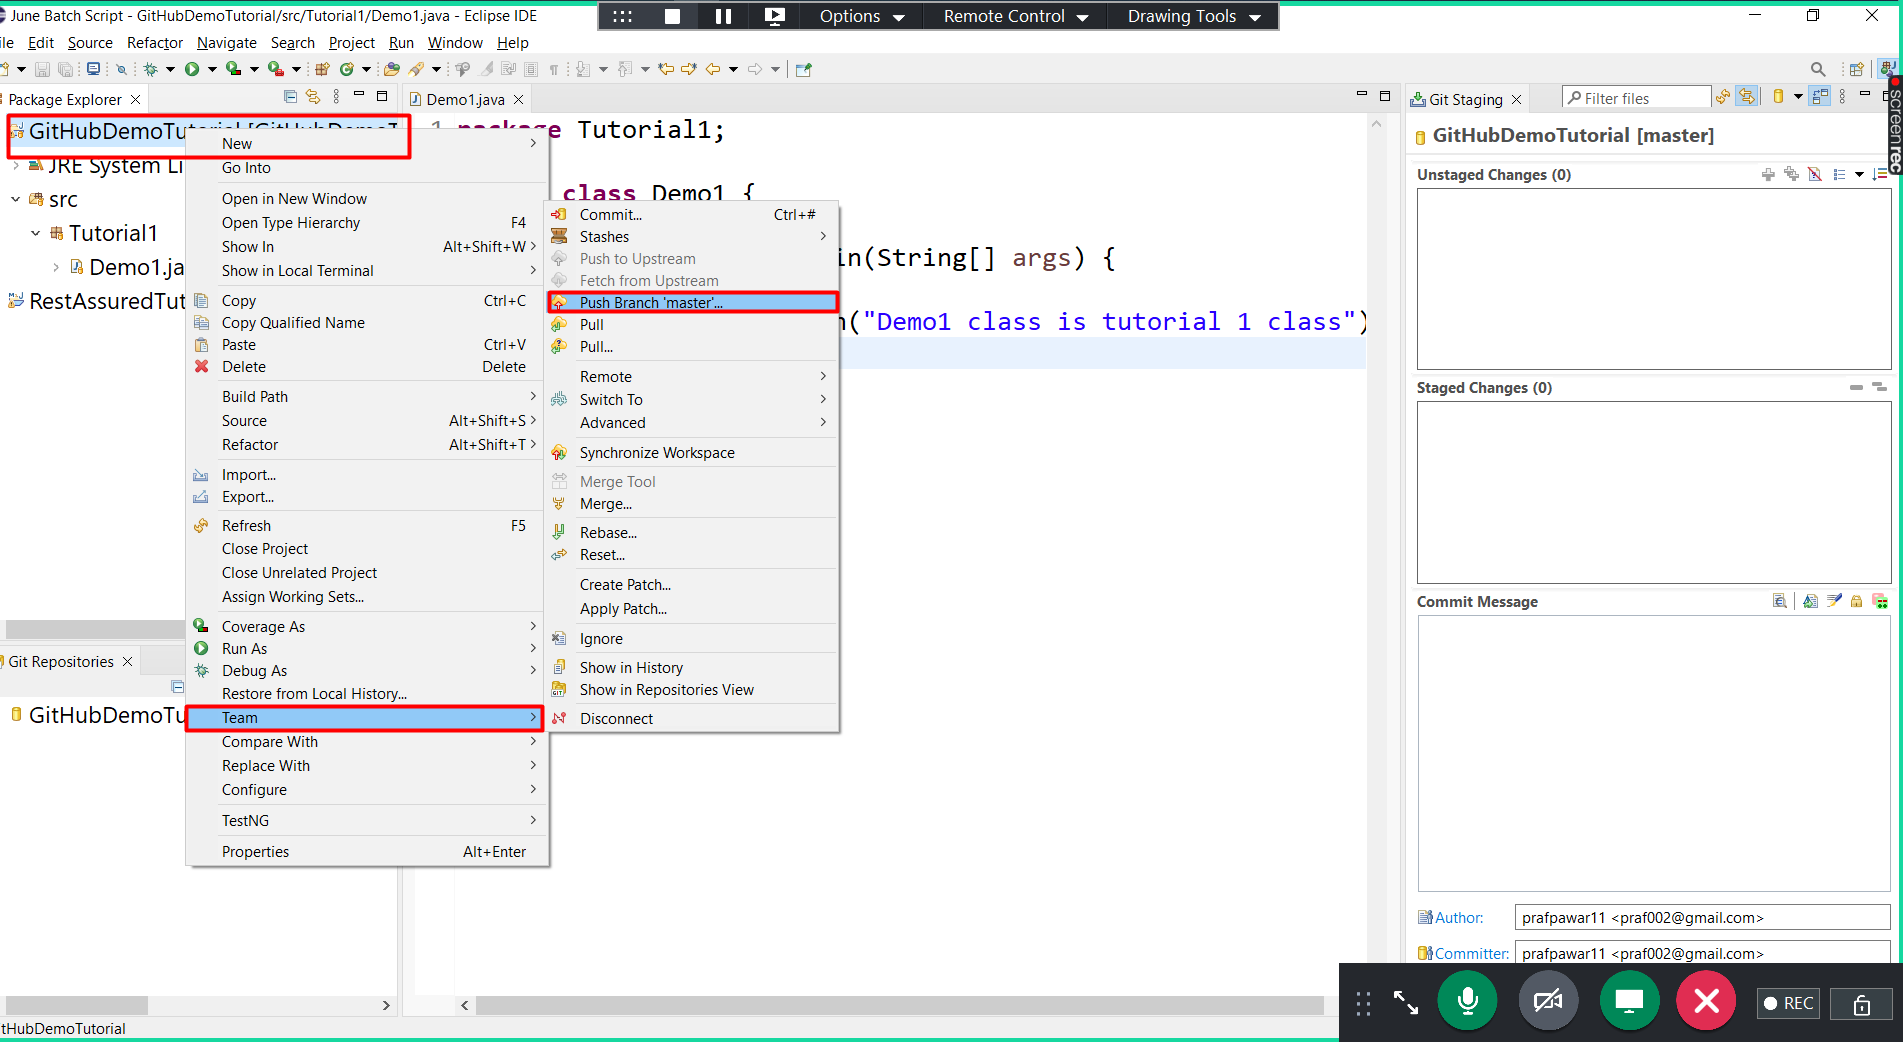 June Batch Script - GitHubDemoTutorial/src/Tutorial1/Demo1.java - Eclipse IDE
Options
Remote Control
Drawing Tools
ile Edit Source Refactor Navigate Search Project Run Window Help
Package Explorer
GitHubDemoTutorial [GitHubDemoT
JRE System Li
src
Tutorial1
Demo1.ja
RestAssuredTut
Git Repositories
GitHubDemoTu
tHubDemoTutorial
New
Go Into
Open in New Window
Open Type Hierarchy F4
Show In Alt+Shift+W
Show in Local Terminal
Copy Ctrl+C
Copy Qualified Name
Paste Ctrl+V
Delete Delete
Build Path
Source Alt+Shift+S
Refactor Alt+Shift+T
Import...
Export...
Refresh F5
Close Project
Close Unrelated Project
Assign Working Sets...
Coverage As
Run As
Debug As
Restore from Local History...
Team
Compare With
Replace With
Configure
TestNG
Properties Alt+Enter
Commit... Ctrl+#
Stashes
Push to Upstream
Fetch from Upstream
Push Branch 'master'...
Pull
Pull...
Remote
Switch To
Advanced
Synchronize Workspace
Merge Tool
Merge...
Rebase...
Reset...
Create Patch...
Apply Patch...
Ignore
Show in History
Show in Repositories View
Disconnect
Demo1.java
1 package Tutorial1;
class Demo1 {
in(String[] args) {
n("Demo1 class is tutorial 1 class")
Git Staging
Filter files
GitHubDemoTutorial [master]
Unstaged Changes (0)
Staged Changes (0)
Commit Message
Author: prafpawar11 <praf002@gmail.com>
Committer: prafpawar11 <praf002@gmail.com>
screenrec
REC